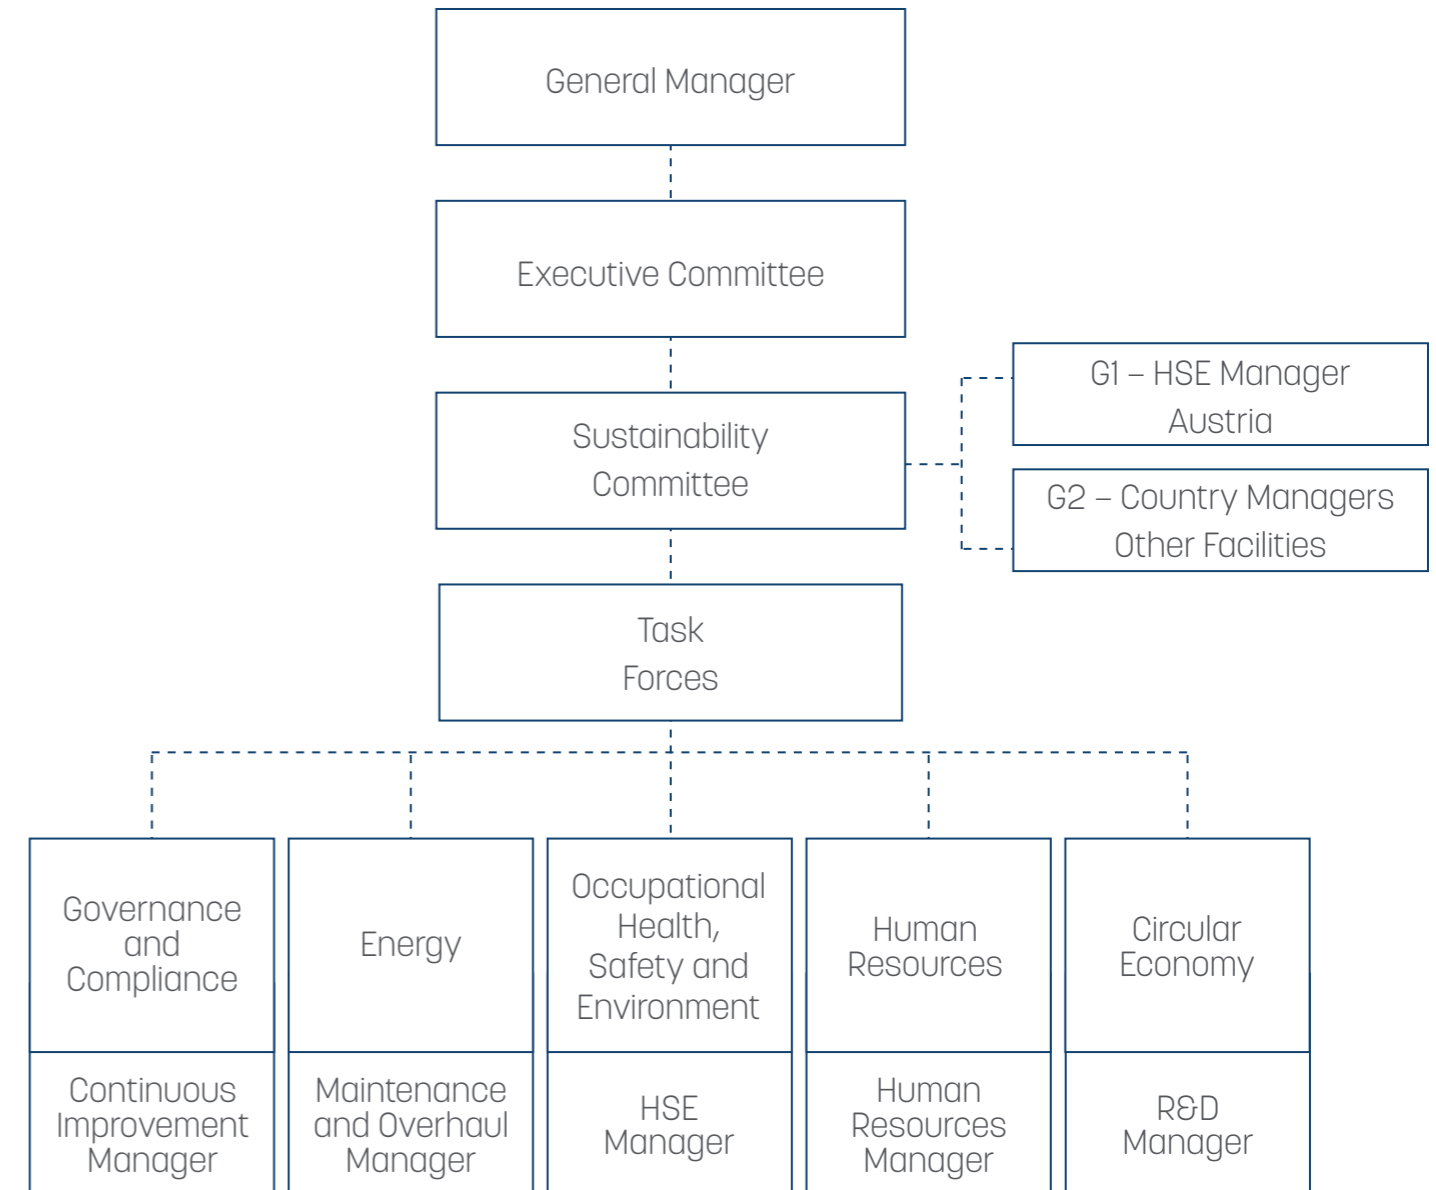 General Manager
Executive Committee
Sustainability
Committee
G1 – HSE Manager
Austria
G2 – Country Managers
Other Facilities
Task
Forces
Governance
and
Compliance
Energy
Occupational
Health,
Safety and
Environment
Human
Resources
Circular
Economy
Continuous
Improvement
Manager
Maintenance
and Overhaul
Manager
HSE
Manager
Human
Resources
Manager
R&D
Manager